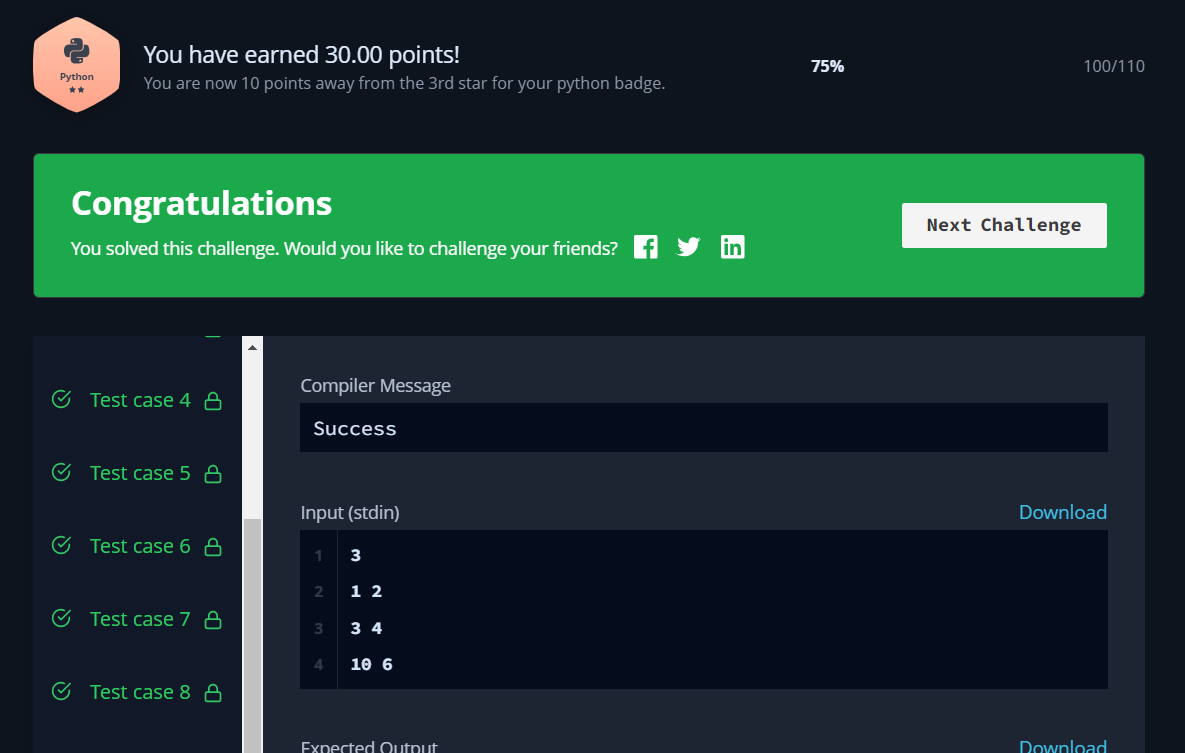 Python
You have earned 30.00 points!
You are now 10 points away from the 3rd star for your python badge.
75%
100/110
Congratulations
You solved this challenge. Would you like to challenge your friends?
Next Challenge
Test case 4
Test case 5
Test case 6
Test case 7
Test case 8
Compiler Message
Success
Input (stdin)
Download
1 3
2 1 2
3 3 4
4 10 6
Expected Output
Download